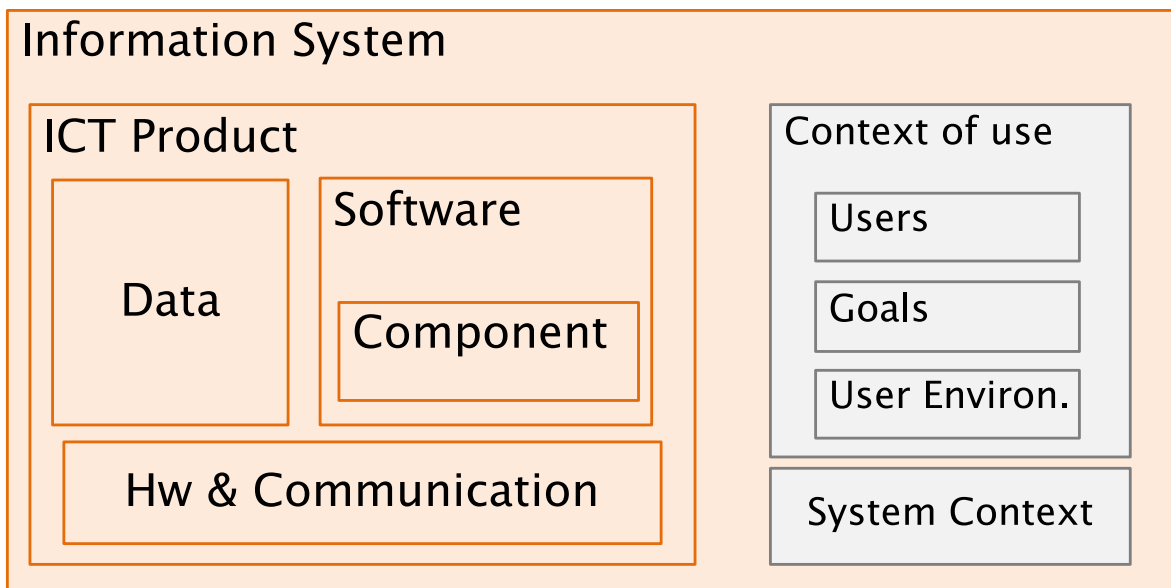 Information System
ICT Product
Data
Software
Component
Hw & Communication
Context of use
Users
Goals
User Environ.
System Context